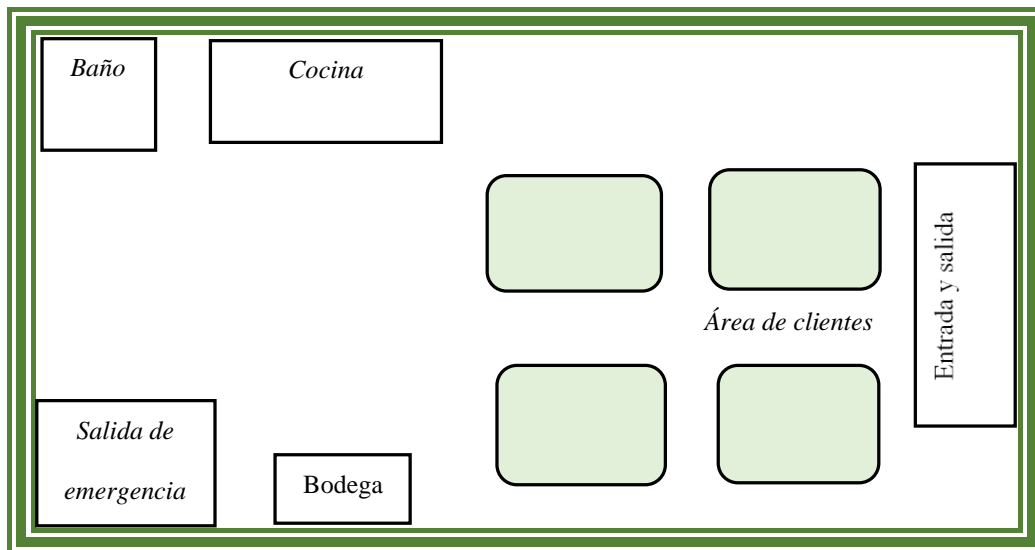 Baño
Cocina
Entrada y salida
Área de clientes
Salida de
emergencia
Bodega